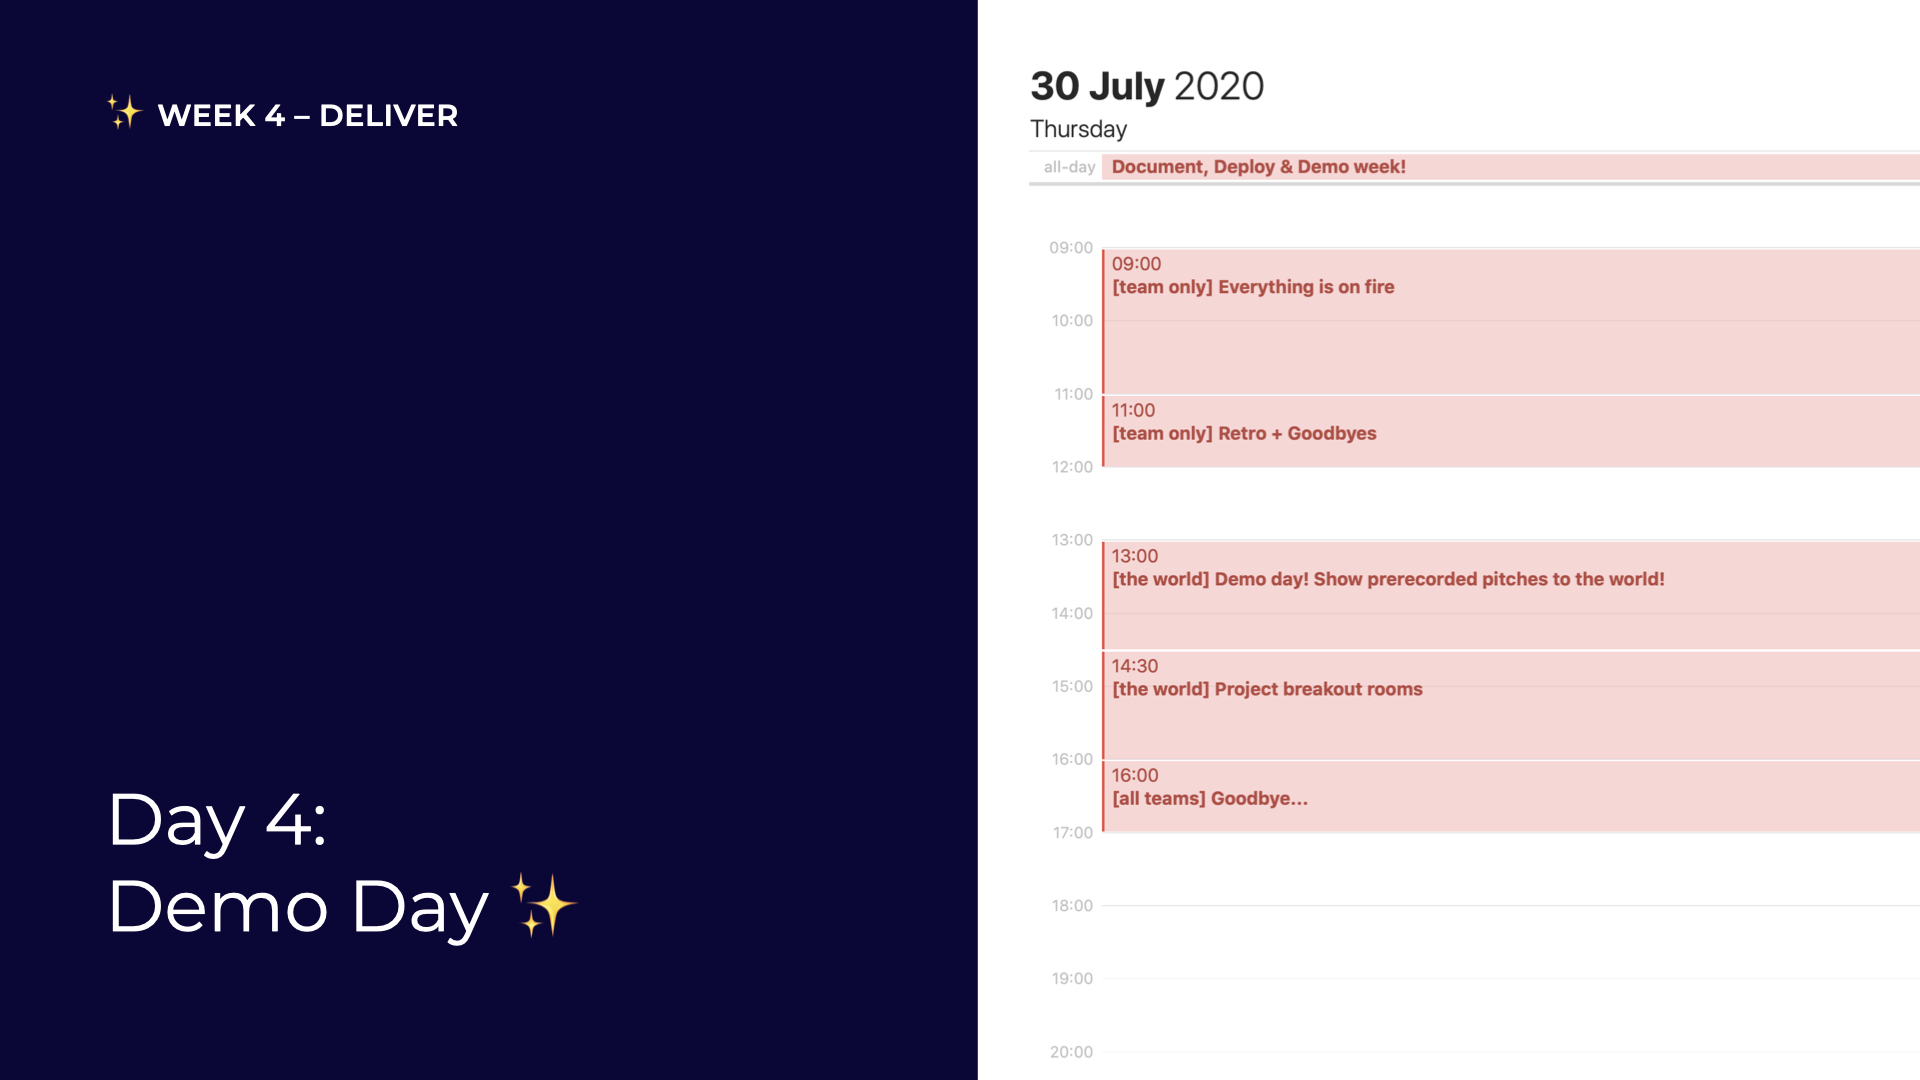 ✨ WEEK 4 – DELIVER
Day 4:
Demo Day ✨
30 July 2020
Thursday
all-day Document, Deploy & Demo week!
09:00
09:00
[team only] Everything is on fire
10:00
11:00
11:00
[team only] Retro + Goodbyes
12:00
13:00
13:00
[the world] Demo day! Show prerecorded pitches to the world!
14:00
14:30
15:00 [the world] Project breakout rooms
16:00
16:00
[all teams] Goodbye...
17:00
18:00
19:00
20:00